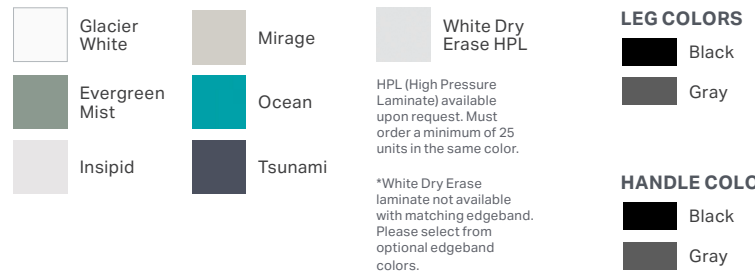 Glacier
White
Evergreen
Mist
Insipid
Mirage
Ocean
Tsunami
White Dry
Erase HPL
HPL (High Pressure
Laminate) available
upon request. Must
order a minimum of 25
units in the same color.
*White Dry Erase
laminate not available
with matching edgeband.
Please select from
optional edgeband
colors.
LEG COLORS
Black
Gray
HANDLE COLO
Black
Gray